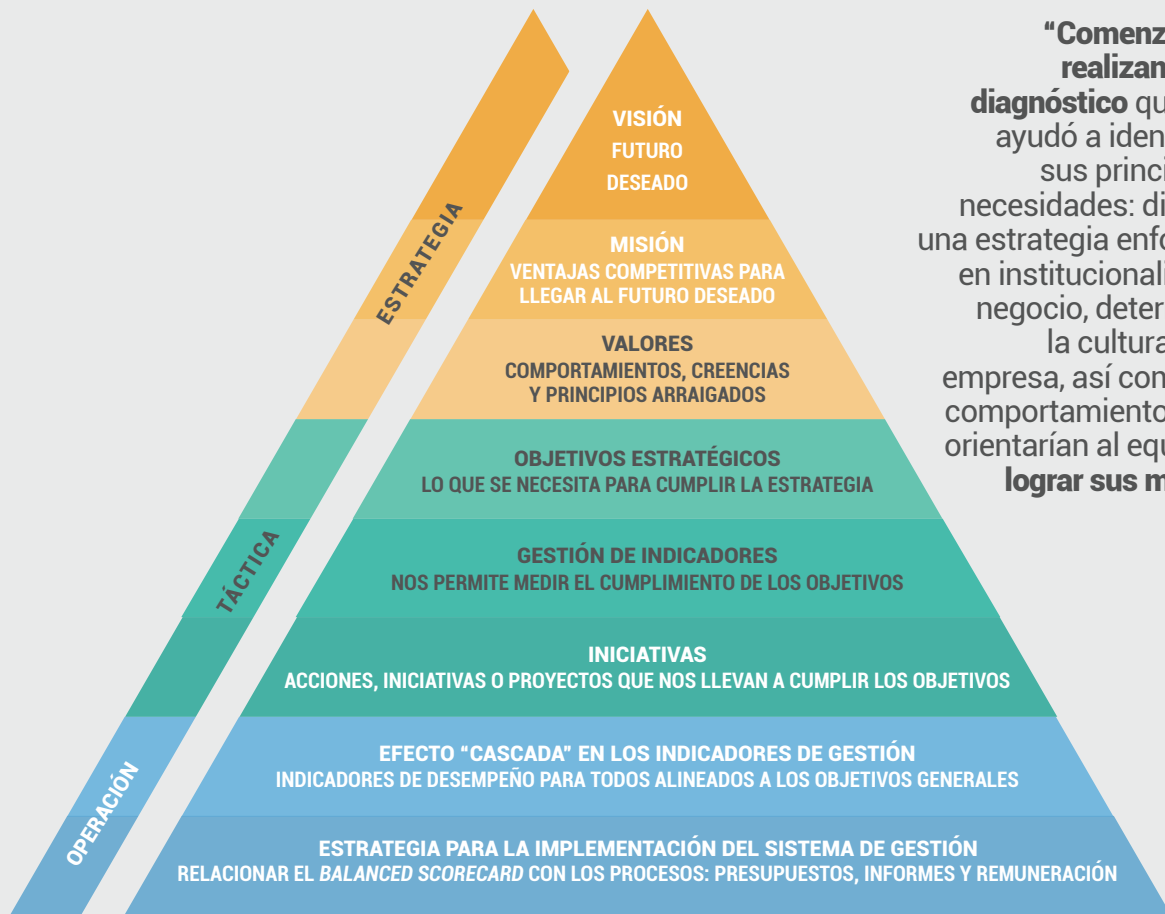 VISIÓN
FUTURO
DESEADO
MISIÓN
VENTAJAS COMPETITIVAS PARA
LLEGAR AL FUTURO DESEADO
VALORES
COMPORTAMIENTOS, CREENCIAS
Y PRINCIPIOS ARRAIGADOS
ESTRATEGIA
OBJETIVOS ESTRATÉGICOS
LO QUE SE NECESITA PARA CUMPLIR LA ESTRATEGIA
GESTIÓN DE INDICADORES
NOS PERMITE MEDIR EL CUMPLIMIENTO DE LOS OBJETIVOS
INICIATIVAS
ACCIONES, INICIATIVAS O PROYECTOS QUE NOS LLEVAN A CUMPLIR LOS OBJETIVOS
TÁCTICA
EFECTO “CASCADA” EN LOS INDICADORES DE GESTIÓN
INDICADORES DE DESEMPEÑO PARA TODOS ALINEADOS A LOS OBJETIVOS GENERALES
ESTRATEGIA PARA LA IMPLEMENTACIÓN DEL SISTEMA DE GESTIÓN
RELACIONAR EL BALANCED SCORECARD CON LOS PROCESOS: PRESUPUESTOS, INFORMES Y REMUNERACIÓN
OPERACIÓN
“Comenz
realizan
diagnóstico qu
ayudó a iden
sus princi
necesidades: di
una estrategia enfo
en institucionali
negocio, deter
la cultura
empresa, así con
comportamiento
orientarían al equ
lograr sus m